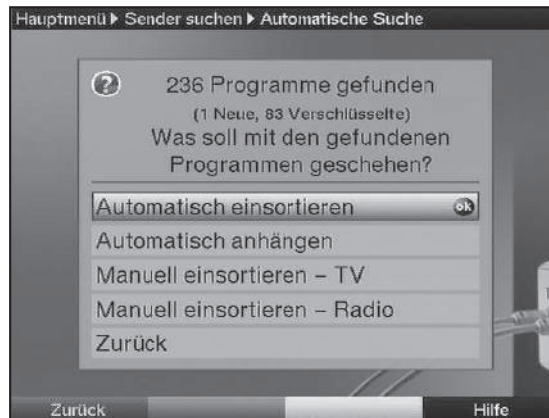 Hauptmenü ▶ Sender suchen ▶ Automatische Suche
236 Programme gefunden
(1 Neue, 83 Verschlüsselte)
Was soll mit den gefundenen
Programmen geschehen?
Automatisch einsortieren ok
Automatisch anhängen
Manuell einsortieren – TV
Manuell einsortieren – Radio
Zurück
Zurück Hilfe